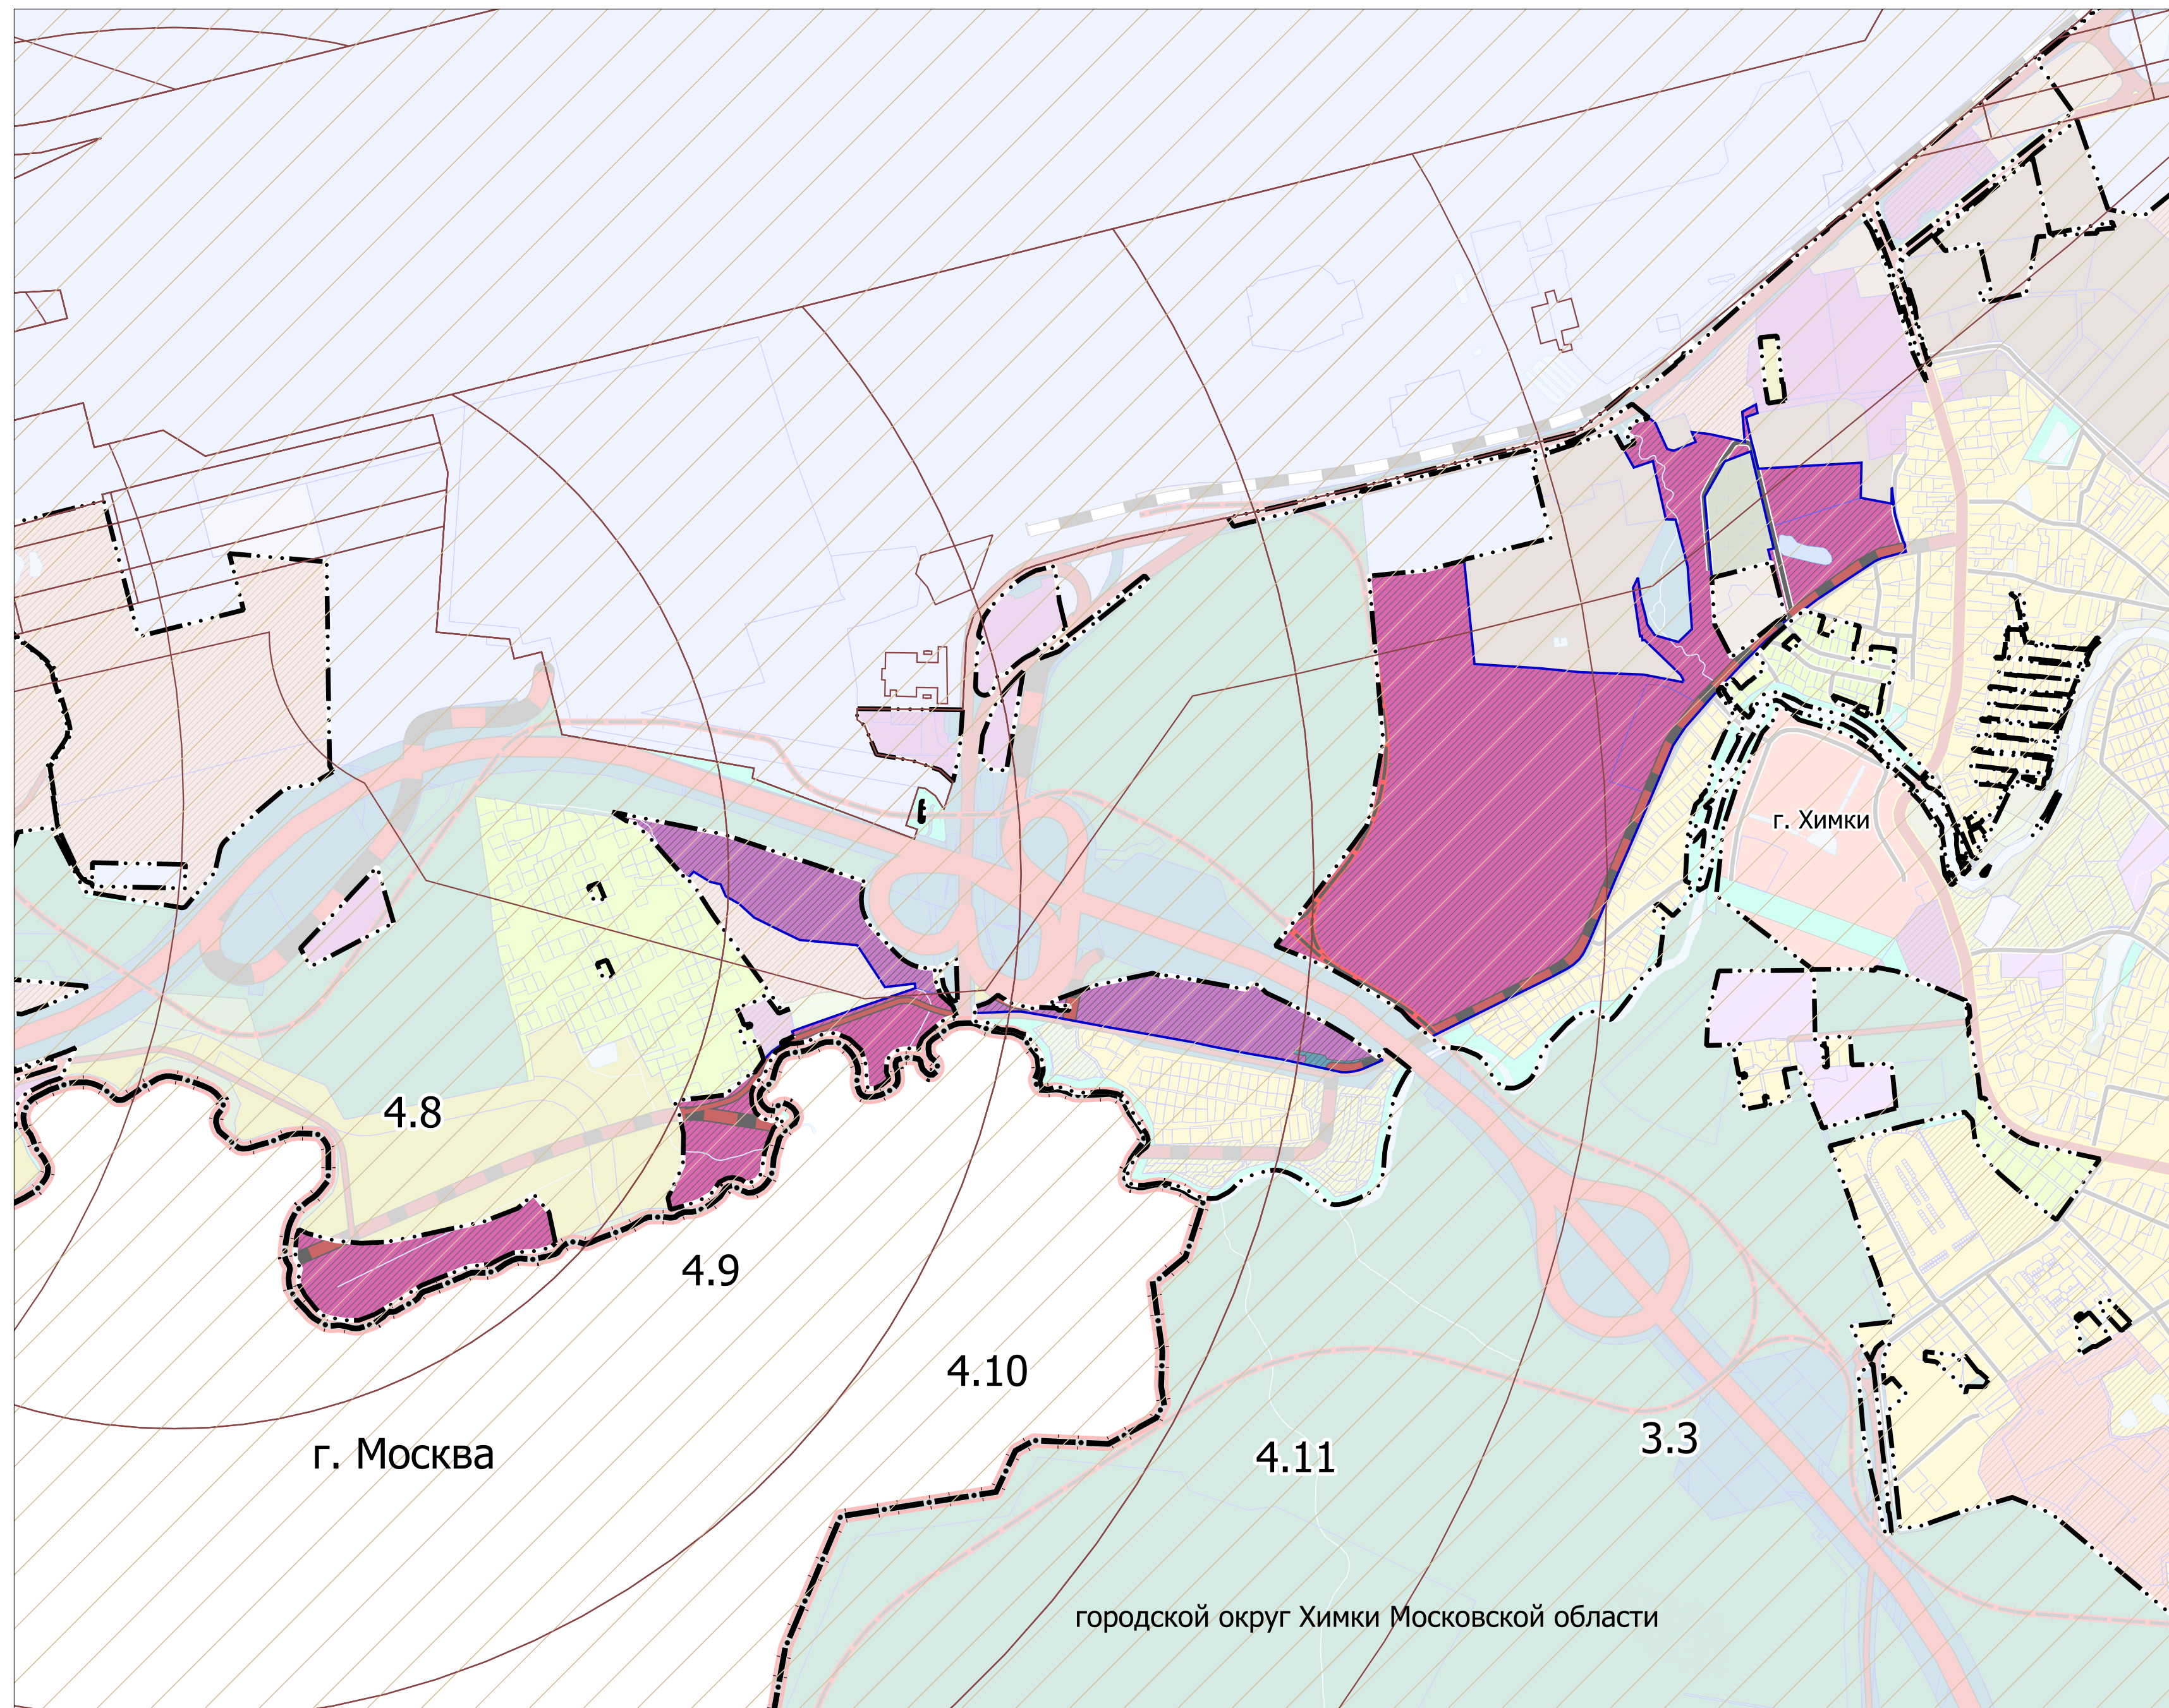 г. Химки
4.8
4.9
4.10
г. Москва
3.3
4.11
городской округ Химки Московской области